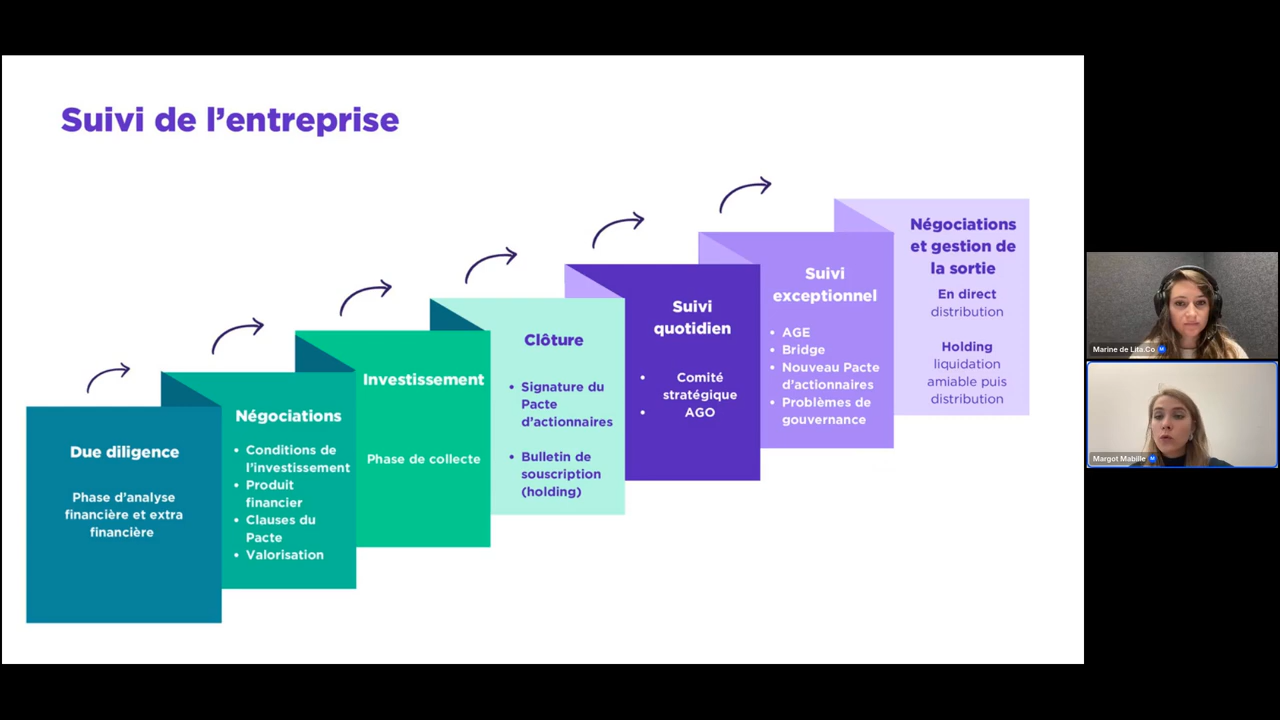 Suivi de l'entreprise
Due diligence
Phase d'analyse
financière et extra
financière
Négociations
• Conditions de
l'investissement
• Produit
financier
• Clauses du
Pacte
• Valorisation
Investissement
Phase de collecte
Clôture
• Signature du
Pacte
d'actionnaires
• Bulletin de
souscription
(holding)
Suivi
quotidien
• Comité
stratégique
• AGO
Suivi
exceptionnel
• AGE
• Bridge
• Nouveau Pacte
d'actionnaires
• Problèmes de
gouvernance
Négociations
et gestion de
la sortie
En direct
distribution
Holding
liquidation
amiable puis
distribution
Marine de Lita.Co
Margot Mabille